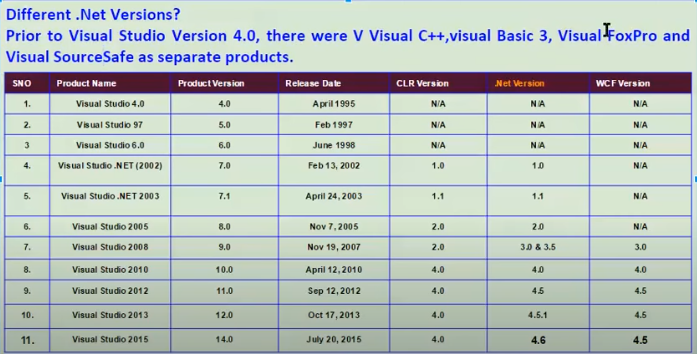 Different .Net Versions?
Prior to Visual Studio Version 4.0, there were V Visual C++,visual Basic 3, Visual FoxPro and
Visual SourceSafe as separate products.
SNO Product Name Product Version Release Date CLR Version .Net Version WCF Version
1. Visual Studio 4.0 4.0 April 1995 N/A N/A N/A
2. Visual Studio 97 5.0 Feb 1997 N/A N/A N/A
3 Visual Studio 6.0 6.0 June 1998 N/A N/A N/A
4. Visual Studio .NET (2002) 7.0 Feb 13, 2002 1.0 1.0 N/A
5. Visual Studio .NET 2003 7.1 April 24, 2003 1.1 1.1 N/A
6. Visual Studio 2005 8.0 Nov 7, 2005 2.0 2.0 N/A
7. Visual Studio 2008 9.0 Nov 19, 2007 2.0 3.0 & 3.5 3.0
8. Visual Studio 2010 10.0 April 12, 2010 4.0 4.0 4.0
9. Visual Studio 2012 11.0 Sep 12, 2012 4.0 4.5 4.5
10. Visual Studio 2013 12.0 Oct 17, 2013 4.0 4.5.1 4.5
11. Visual Studio 2015 14.0 July 20, 2015 4.0 4.6 4.5